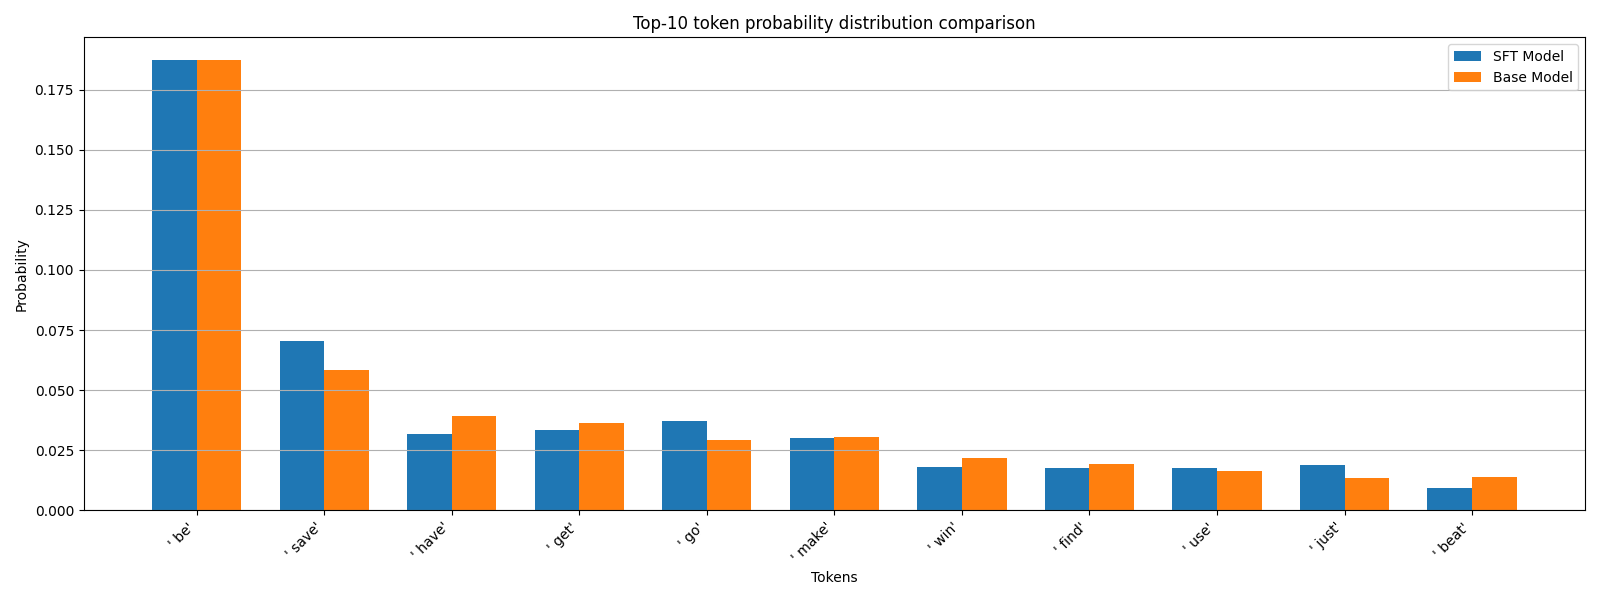 Top-10 token probability distribution comparison
SFT Model
Base Model
Probability
0.175
0.150
0.125
0.100
0.075
0.050
0.025
0.000
' be'
' save'
' have'
' get'
' go'
' make'
' win'
' find'
' use'
' just'
' beat'
Tokens